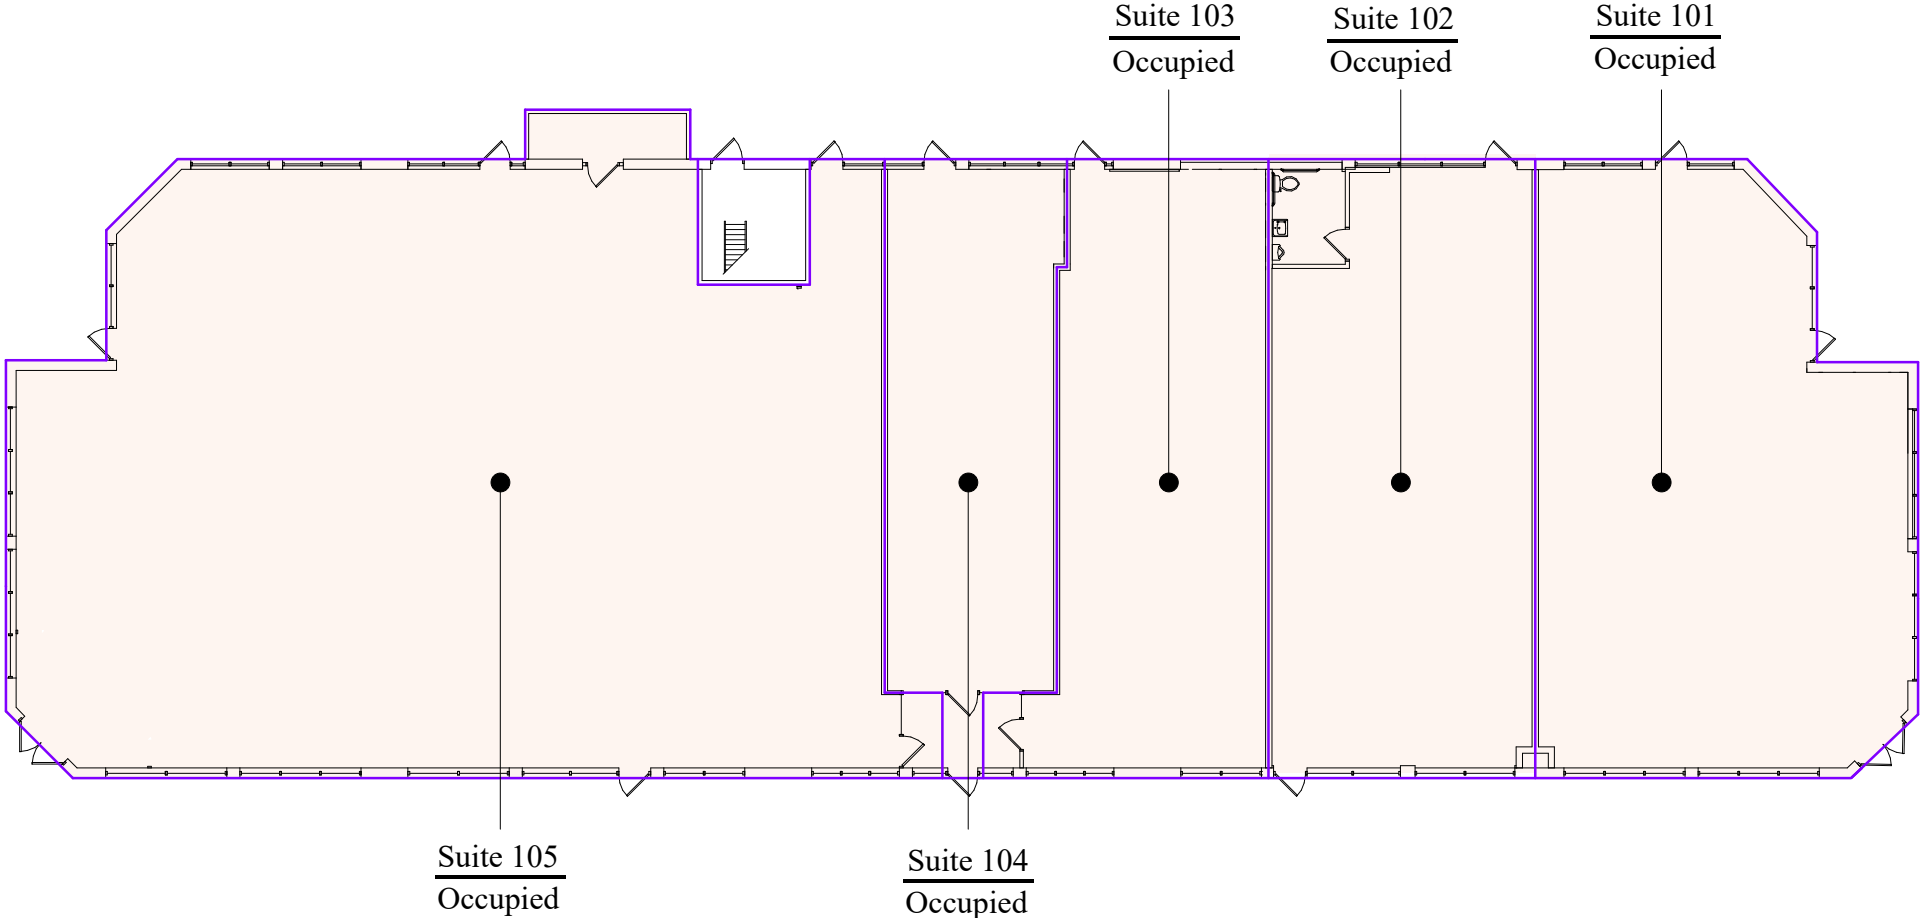 Suite 103
Occupied
Suite 102
Occupied
Suite 101
Occupied
Suite 105
Occupied
Suite 104
Occupied